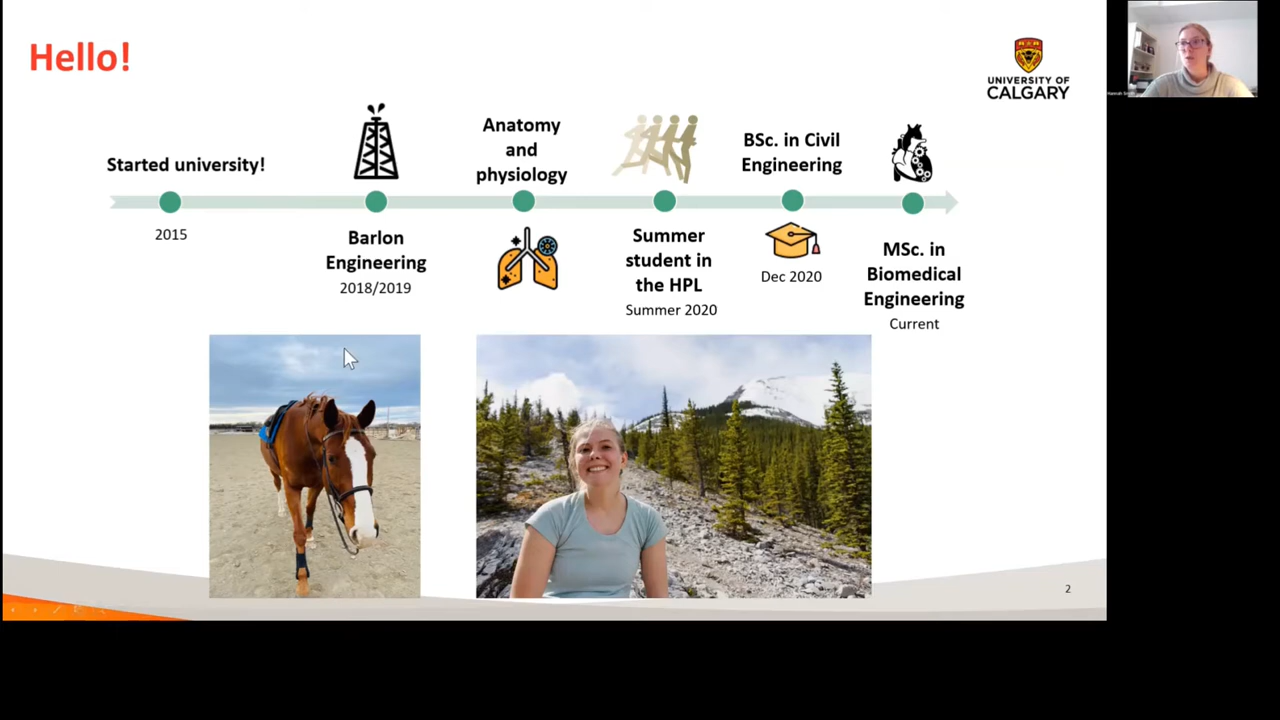 Hello!
UNIVERSITY OF
CALGARY
Started university!
2015
Barlon
Engineering
2018/2019
Anatomy
and
physiology
Summer
student in
the HPL
Summer 2020
BSc. in Civil
Engineering
Dec 2020
MSc. in
Biomedical
Engineering
Current
2